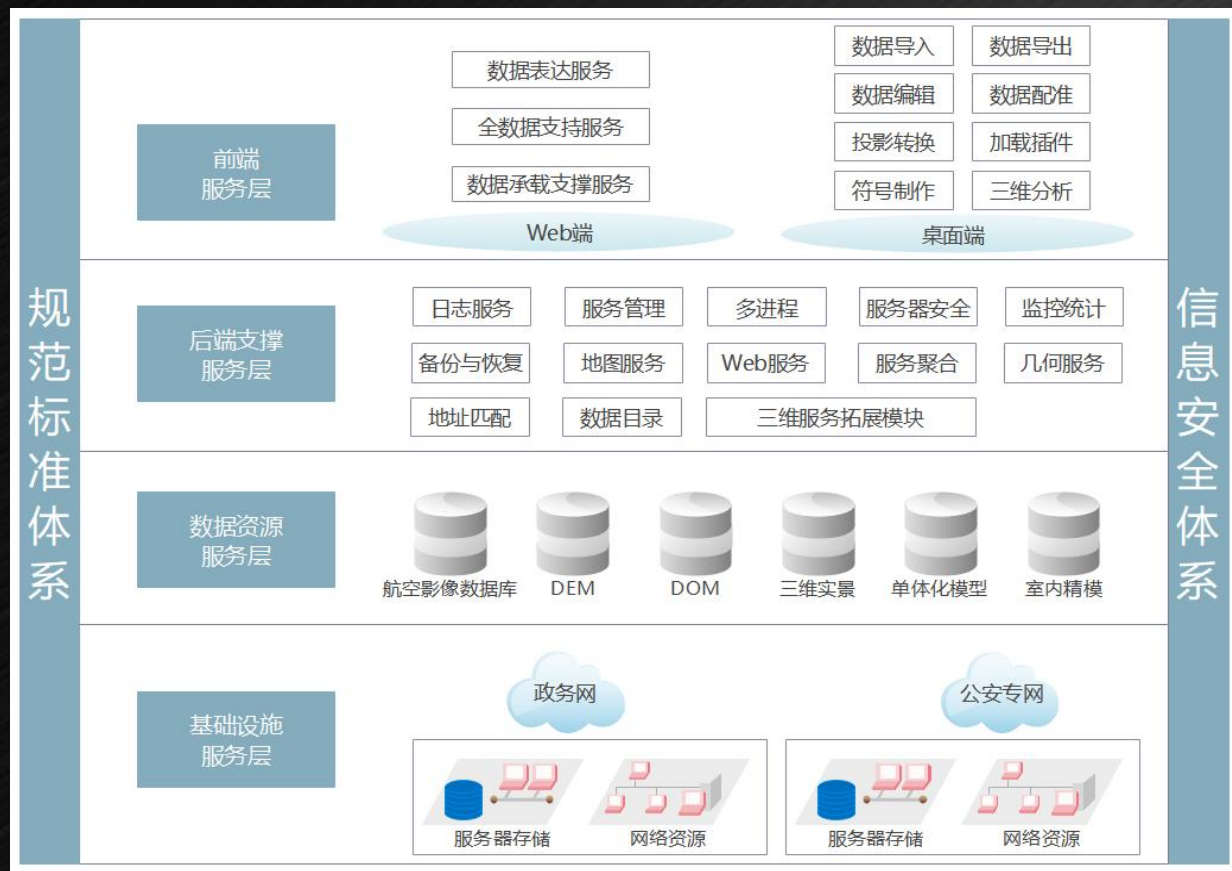 规范标准体系
前端
服务层
数据表达服务
全数据支持服务
数据承载支撑服务
Web端
数据导入 数据导出
数据编辑 数据配准
投影转换 加载插件
符号制作 三维分析
桌面端
后端支撑
服务层
日志服务 服务管理 多进程 服务器安全 监控统计
备份与恢复 地图服务 Web服务 服务聚合 几何服务
地址匹配 数据目录 三维服务拓展模块
数据资源
服务层
航空影像数据库 DEM DOM 三维实景 单体化模型 室内精模
基础设施
服务层
政务网 公安专网
服务器存储 网络资源 服务器存储 网络资源
信息安全体系